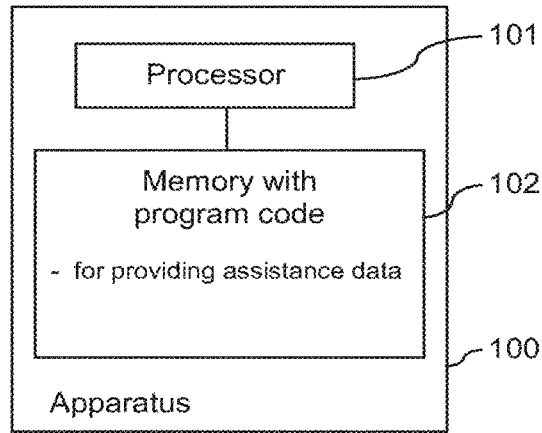 101
Processor
Memory with
program code
102
- for providing assistance data
100
Apparatus